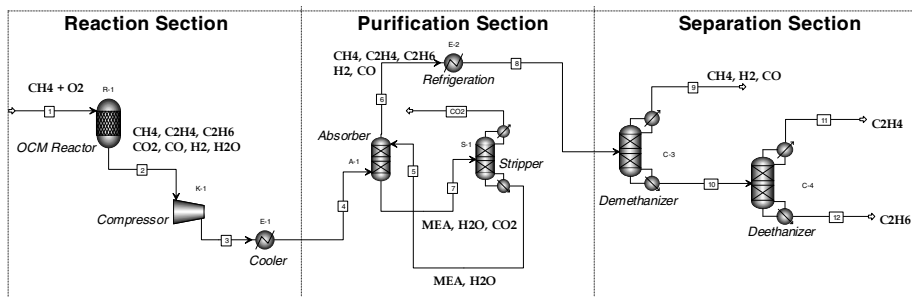 Reaction Section
Purification Section
Separation Section
CH4 + O2
R-1
1
OCM Reactor
CH4, C2H4, C2H6
CO2, CO, H2, H2O
2
K-1
Compressor
3
E-1
Cooler
4
CH4, C2H4, C2H6
H2, CO
E-2
Refrigeration
8
6
CO2
Absorber
A-1
5
7
S-1
Stripper
MEA, H2O, CO2
MEA, H2O
9
CH4, H2, CO
C-3
Demethanizer
10
11
C2H4
C-4
Deethanizer
12
C2H6